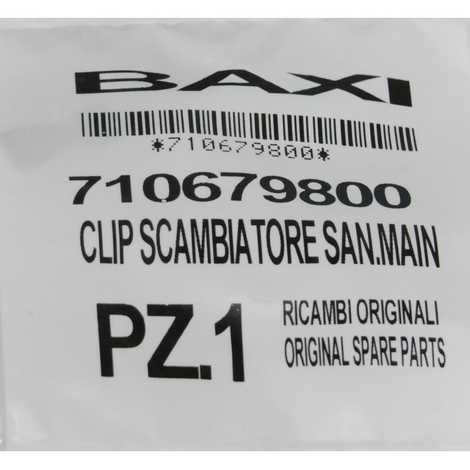 BAXI
*710679800*
710679800
CLIP SCAMBIATORE SAN.MAIN
PZ.1
RICAMBI ORIGINALI
ORIGINAL SPARE PARTS